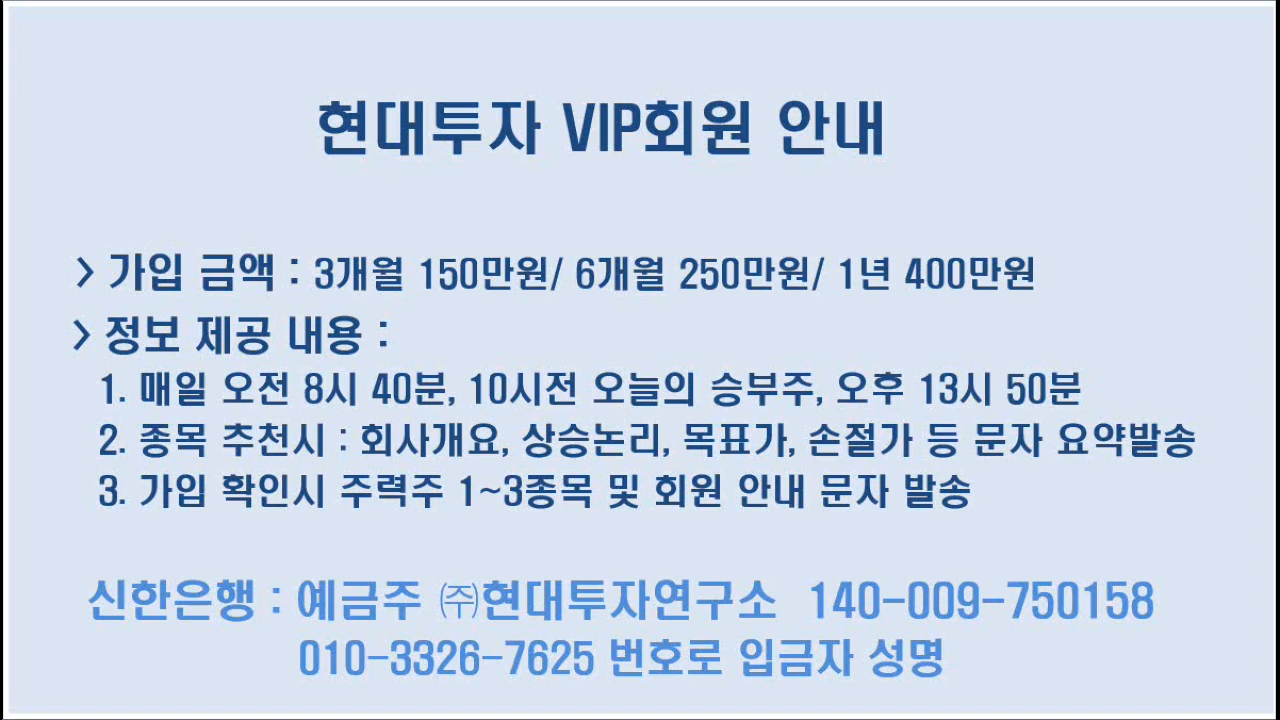 현대투자 VIP회원 안내
> 가입 금액 : 3개월 150만원/ 6개월 250만원/ 1년 400만원
> 정보 제공 내용 :
1. 매일 오전 8시 40분, 10시전 오늘의 승부주, 오후 13시 50분
2. 종목 추천시 : 회사개요, 상승논리, 목표가, 손절가 등 문자 요약발송
3. 가입 확인시 주력주 1~3종목 및 회원 안내 문자 발송
신한은행 : 예금주 ㈜현대투자연구소 140-009-750158
010-3326-7625 번호로 입금자 성명